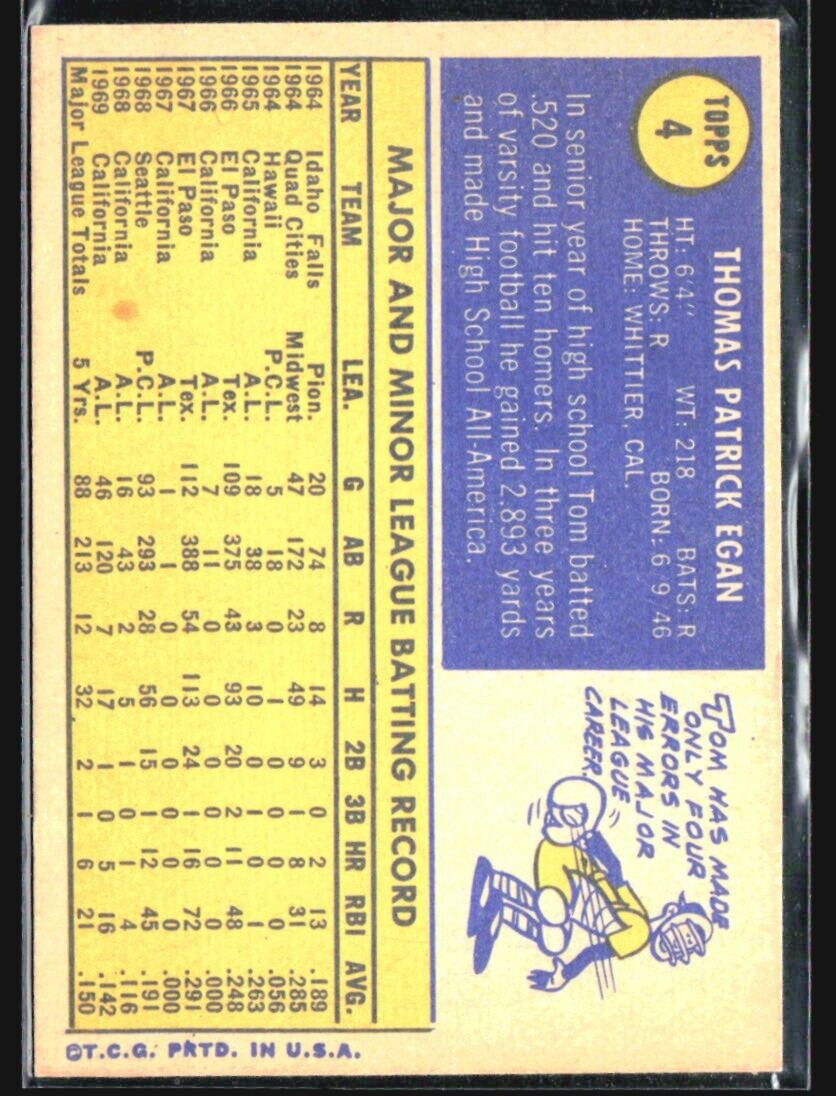 TOPPS
4
THOMAS PATRICK EGAN
HT: 6'4" WT: 218 BATS: R
THROWS: R BORN: 6 9/46
HOME: WHITTIER, CAL.
In senior year of high school Tom batted
.520 and hit ten homers. In three years
of varsity football he gained 2,893 yards
and made High School All-America.
TOM HAS MADE
ONLY FOUR
ERRORS IN
HIS MAJOR
LEAGUE
CAREER.
MAJOR AND MINOR LEAGUE BATTING RECORD
YEAR TEAM LEA. G AB R H 2B 3B HR RBI AVG.
1964 Idaho Falls Pion. 20 74 8 14 3 0 2 13 .189
1964 Quad Cities Midwest 47 172 23 49 9 1 8 31 .285
1964 Hawaii P.C.L. 5 18 0 1 0 0 0 0 .056
1965 California A.L. 18 38 3 10 0 1 0 1 .263
1966 El Paso Tex. 109 375 43 93 20 2 11 48 .248
1966 California A.L. 7 11 0 0 0 0 0 0 .000
1967 El Paso Tex. 112 388 54 113 24 1 16 72 .291
1967 California A.L. 1 1 0 0 0 0 0 0 .000
1968 Seattle P.C.L. 93 293 28 56 15 1 12 45 .191
1968 California A.L. 16 43 2 5 1 0 1 4 .116
1969 California A.L. 46 120 7 17 1 0 5 16 .142
Major League Totals 5 Yrs. 88 213 12 32 2 1 6 21 .150
©T.C.G. PRTD. IN U.S.A.